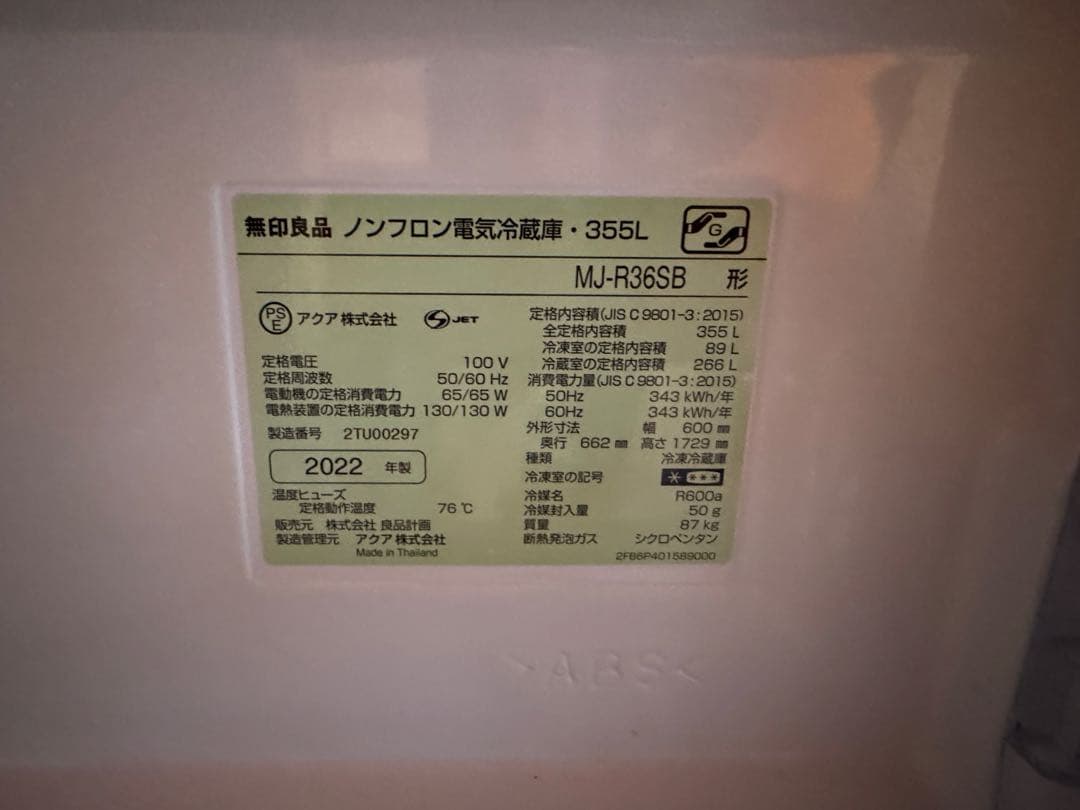 無印良品 ノンフロン電気冷蔵庫・355L
G
MJ-R36SB 形
PS
E
アクア株式会社 JET
定格電圧 100 V
定格周波数 50/60 Hz
電動機の定格消費電力 65/65 W
電熱装置の定格消費電力 130/130 W
製造番号 2TU00297
2022 年製
温度ヒューズ
定格動作温度 76 ℃
販売元 株式会社 良品計画
製造管理元 アクア株式会社
Made in Thailand
定格内容積(JIS C 9801-3:2015)
全定格内容積 355 L
冷凍室の定格内容積 89 L
冷蔵室の定格内容積 266 L
消費電力量(JIS C 9801-3:2015)
50Hz 343 kWh/年
60Hz 343 kWh/年
外形寸法 幅 600 ㎜
奥行 662 ㎜ 高さ 1729 ㎜
種類 冷凍冷蔵庫
冷凍室の記号 * ***
冷媒名 R600a
冷媒封入量 50 g
質量 87 kg
断熱発泡ガス シクロペンタン
2FB6P401589000
>ABS<